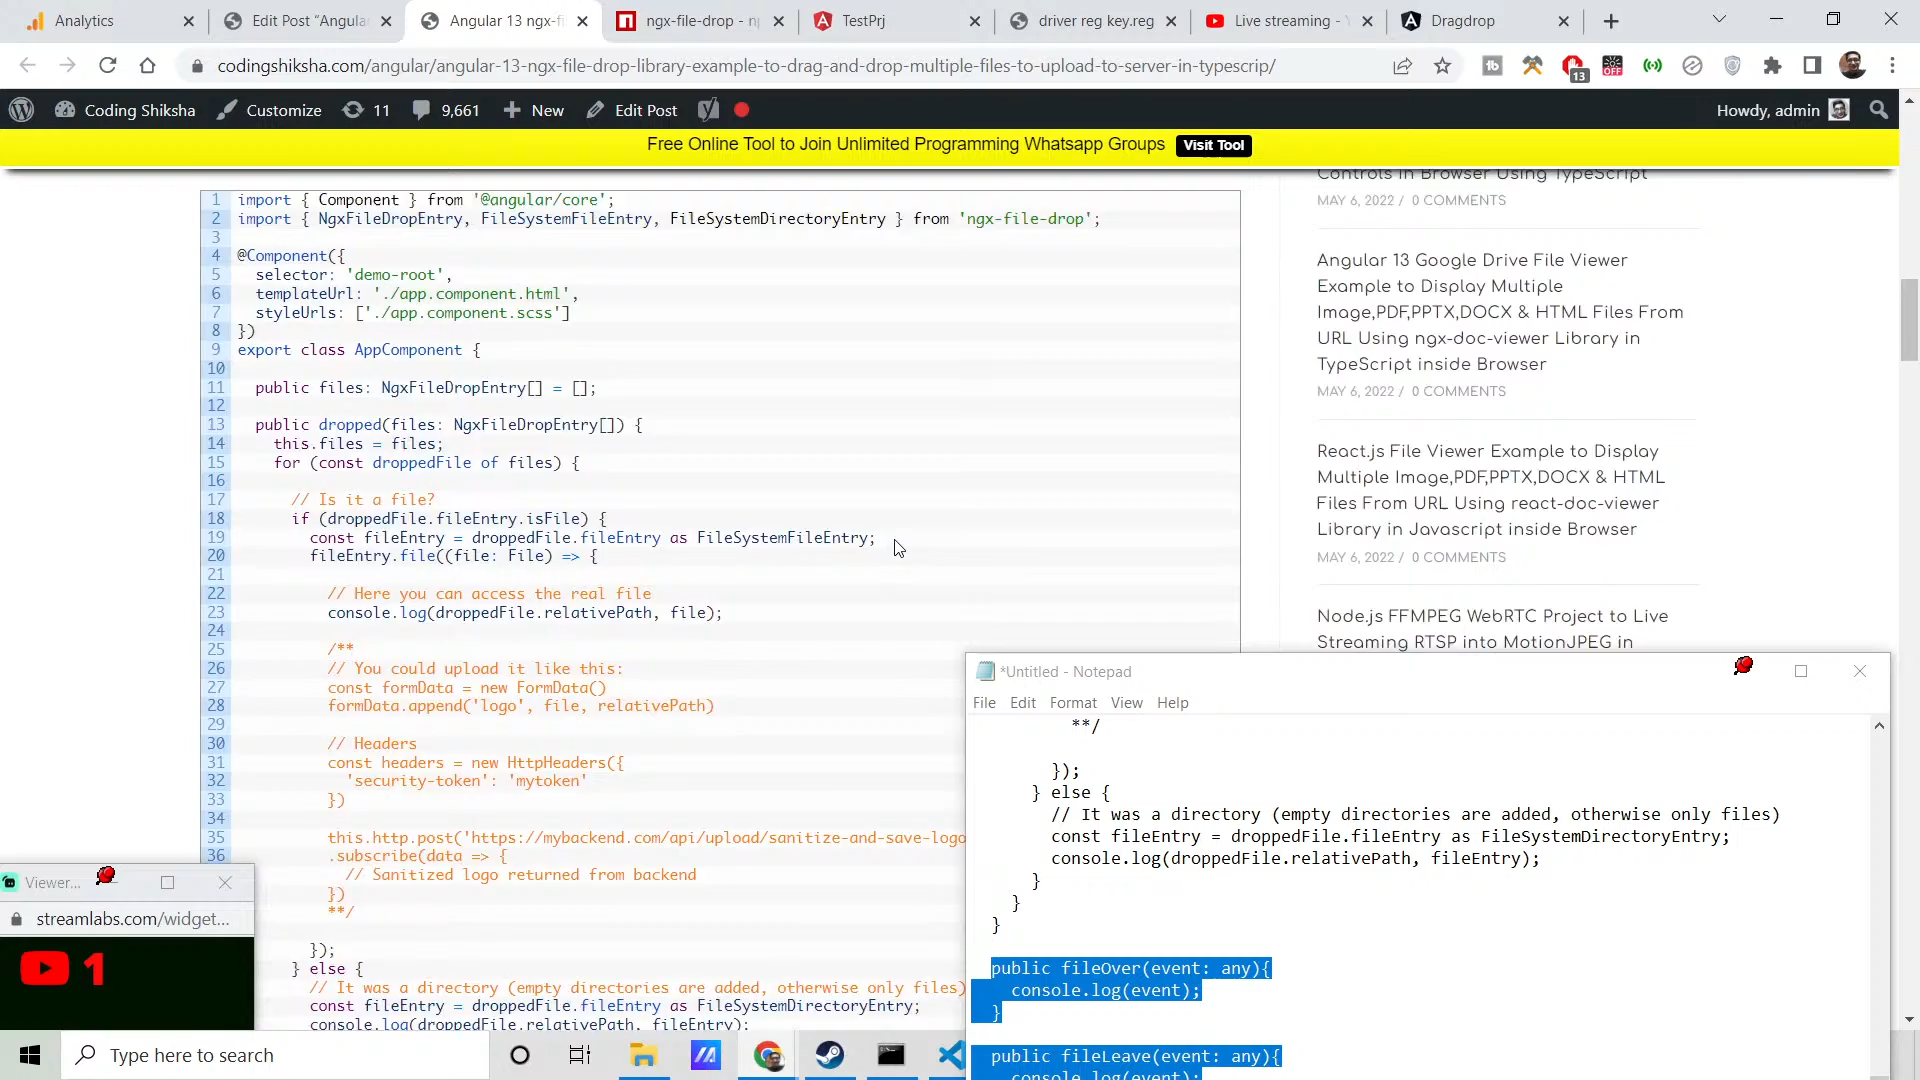 Analytics
Edit Post "Angular
Angular 13 ngx-fi
ngx-file-drop - n
TestPrj
driver reg key.reg
Live streaming -
Dragdrop
codingshiksha.com/angular/angular-13-ngx-file-drop-library-example-to-drag-and-drop-multiple-files-to-upload-to-server-in-typescrip/
13
OFF
Coding Shiksha
Customize
11
9,661
New
Edit Post
Howdy, admin
Free Online Tool to Join Unlimited Programming Whatsapp Groups
Visit Tool
1 import { Component } from '@angular/core';
2 import { NgxFileDropEntry, FileSystemFileEntry, FileSystemDirectoryEntry } from 'ngx-file-drop';
3
4 @Component({
5 selector: 'demo-root',
6 templateUrl: './app.component.html',
7 styleUrls: ['./app.component.scss']
8 })
9 export class AppComponent {
10
11 public files: NgxFileDropEntry[] = [];
12
13 public dropped(files: NgxFileDropEntry[]) {
14 this.files = files;
15 for (const droppedFile of files) {
16
17 // Is it a file?
18 if (droppedFile.fileEntry.isFile) {
19 const fileEntry = droppedFile.fileEntry as FileSystemFileEntry;
20 fileEntry.file((file: File) => {
21
22 // Here you can access the real file
23 console.log(droppedFile.relativePath, file);
24
25 /**
26 // You could upload it like this:
27 const formData = new FormData()
28 formData.append('logo', file, relativePath)
29
30 // Headers
31 const headers = new HttpHeaders({
32 'security-token': 'mytoken'
33 })
34
35 this.http.post('https://mybackend.com/api/upload/sanitize-and-save-logo
36 .subscribe(data => {
// Sanitized logo returned from backend
})
**/
});
} else {
// It was a directory (empty directories are added, otherwise only files)
const fileEntry = droppedFile.fileEntry as FileSystemDirectoryEntry;
console.log(droppedFile.relativePath, fileEntry);
Controls in Browser Using TypeScript
MAY 6, 2022 / 0 COMMENTS
Angular 13 Google Drive File Viewer
Example to Display Multiple
Image,PDF,PPTX,DOCX & HTML Files From
URL Using ngx-doc-viewer Library in
TypeScript inside Browser
MAY 6, 2022 / 0 COMMENTS
React.js File Viewer Example to Display
Multiple Image,PDF,PPTX,DOCX & HTML
Files From URL Using react-doc-viewer
Library in Javascript inside Browser
MAY 6, 2022 / 0 COMMENTS
Node.js FFMPEG WebRTC Project to Live
Streaming RTSP into MotionJPEG in
*Untitled - Notepad
File Edit Format View Help
**/
});
} else {
// It was a directory (empty directories are added, otherwise only files)
const fileEntry = droppedFile.fileEntry as FileSystemDirectoryEntry;
console.log(droppedFile.relativePath, fileEntry);
}
}
}
public fileOver(event: any){
console.log(event);
}
public fileLeave(event: any){
console.log(event);
Viewer...
streamlabs.com/widget...
1
Type here to search